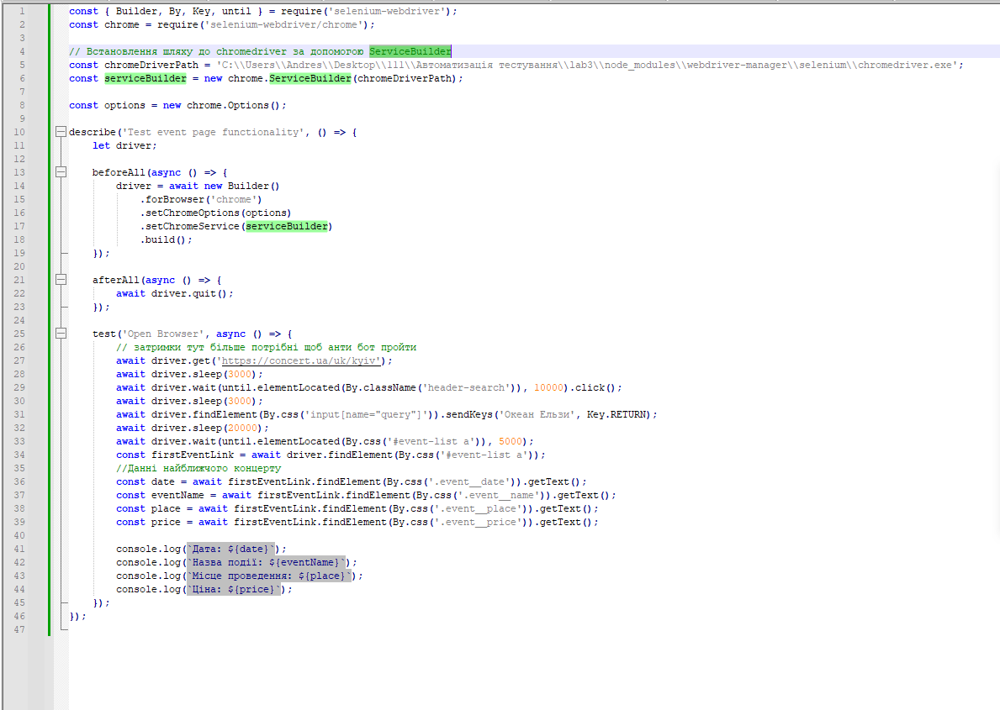 1 const { Builder, By, Key, until } = require('selenium-webdriver');
2 const chrome = require('selenium-webdriver/chrome');
3
4 // Встановлення шляху до chromedriver за допомогою ServiceBuilder
5 const chromeDriverPath = 'C:\\Users\\Andres\\Desktop\\111\\Автоматизація тестування\\lab3\\node_modules\\webdriver-manager\\selenium\\chromedriver.exe';
6 const serviceBuilder = new chrome.ServiceBuilder(chromeDriverPath);
7
8 const options = new chrome.Options();
9
10 describe('Test event page functionality', () => {
11 let driver;
12
13 beforeAll(async () => {
14 driver = await new Builder()
15 .forBrowser('chrome')
16 .setChromeOptions(options)
17 .setChromeService(serviceBuilder)
18 .build();
19 });
20
21 afterAll(async () => {
22 await driver.quit();
23 });
24
25 test('Open Browser', async () => {
26 // затримки тут більше потрібні щоб анти бот пройти
27 await driver.get('https://concert.ua/uk/kyiv');
28 await driver.sleep(3000);
29 await driver.wait(until.elementLocated(By.className('header-search')), 10000).click();
30 await driver.sleep(3000);
31 await driver.findElement(By.css('input[name="query"]')).sendKeys('Океан Ельзи', Key.RETURN);
32 await driver.sleep(20000);
33 await driver.wait(until.elementLocated(By.css('#event-list a')), 5000);
34 const firstEventLink = await driver.findElement(By.css('#event-list a'));
35 //Данні найближчого концерту
36 const date = await firstEventLink.findElement(By.css('.event__date')).getText();
37 const eventName = await firstEventLink.findElement(By.css('.event__name')).getText();
38 const place = await firstEventLink.findElement(By.css('.event__place')).getText();
39 const price = await firstEventLink.findElement(By.css('.event__price')).getText();
40
41 console.log(`Дата: ${date}`);
42 console.log(`Назва події: ${eventName}`);
43 console.log(`Місце проведення: ${place}`);
44 console.log(`Ціна: ${price}`);
45 });
46 });
47